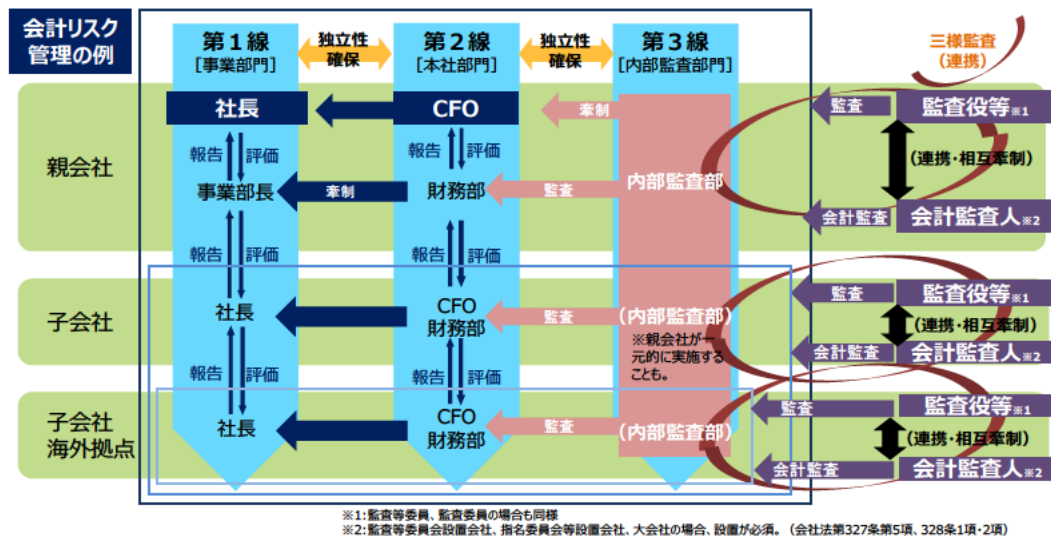 会計リスク
管理の例
第1線
[事業部門]
独立性
確保
第2線
[本社部門]
独立性
確保
第3線
[内部監査部門]
三様監査
(連携)
親会社
社長
CFO
牽制
監査
監査役等※1
報告
評価
報告
評価
(連携・相互牽制)
事業部長
牽制
財務部
監査
内部監査部
会計監査
会計監査人※2
報告
評価
報告
評価
子会社
社長
CFO
財務部
監査
(内部監査部)
※親会社が一
元的に実施する
ことも。
監査
監査役等※1
(連携・相互牽制)
会計監査
会計監査人※2
報告
評価
報告
評価
子会社
海外拠点
社長
CFO
財務部
監査
(内部監査部)
監査
監査役等※1
(連携・相互牽制)
会計監査
会計監査人※2
※1:監査等委員、監査委員の場合も同様
※2:監査等委員会設置会社、指名委員会等設置会社、大会社の場合、設置が必須。(会社法第327条第5項、328条1項・2項)